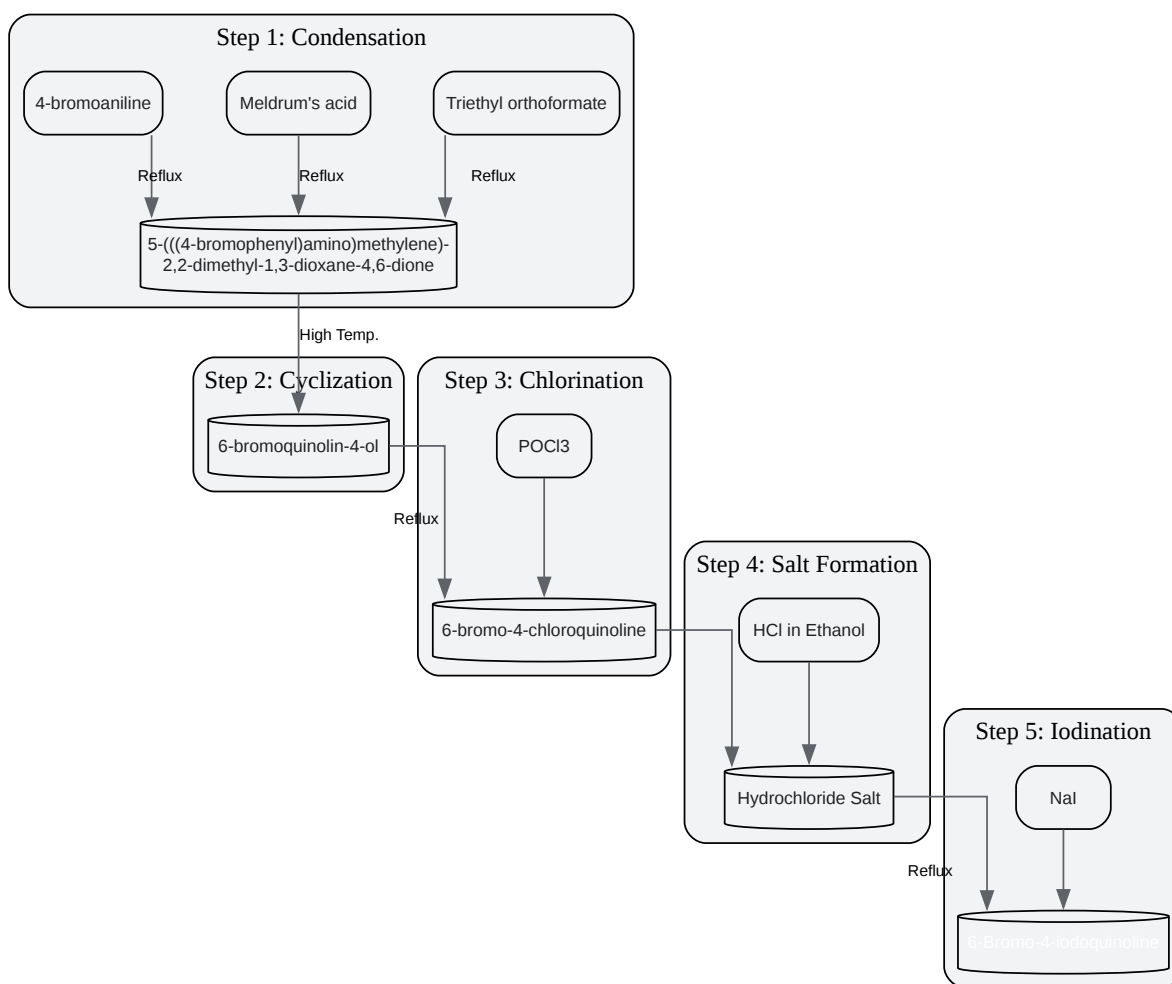 Step 1: Condensation
4-bromoaniline
Meldrum's acid
Triethyl orthoformate
Reflux
Reflux
Reflux
5-(((4-bromophenyl)amino)methylene)-
2,2-dimethyl-1,3-dioxane-4,6-dione
High Temp.
Step 2: Cyclization
6-bromoquinolin-4-ol
Step 3: Chlorination
POCl3
Reflux
6-bromo-4-chloroquinoline
Step 4: Salt Formation
HCl in Ethanol
Hydrochloride Salt
Step 5: Iodination
NaI
Reflux
6-Bromo-4-iodoquinoline